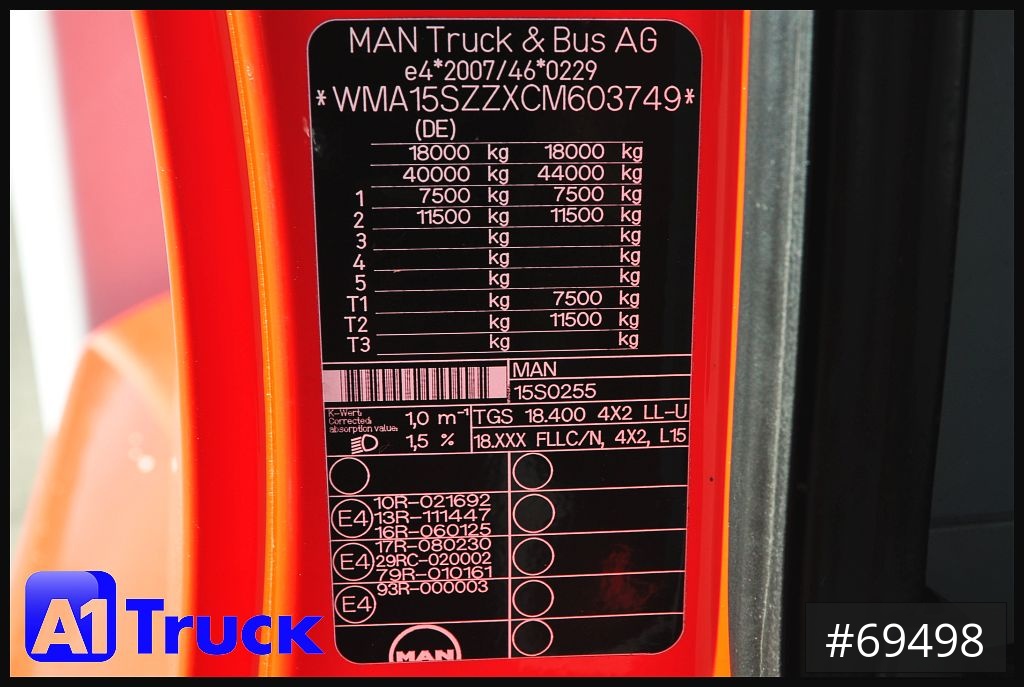 MAN Truck & Bus AG
e4*2007/46*0229
*WMA15SZZXCM603749*
(DE)
18000 kg 18000 kg
40000 kg 44000 kg
1 7500 kg 7500 kg
2 11500 kg 11500 kg
3 kg kg
4 kg kg
5 kg kg
T1 kg 7500 kg
T2 kg 11500 kg
T3 kg kg
MAN
15S0255
K-Wert:
Corrected
absorption value:
1,0 m⁻¹
TGS 18.400 4X2 LL-U
1,5 %
18.XXX FLLC/N, 4X2, L15
E4
10R-021692
13R-111447
16R-060125
E4
17R-080230
29RC-020002
79R-010161
E4
93R-000003
MAN
A1 Truck
#69498